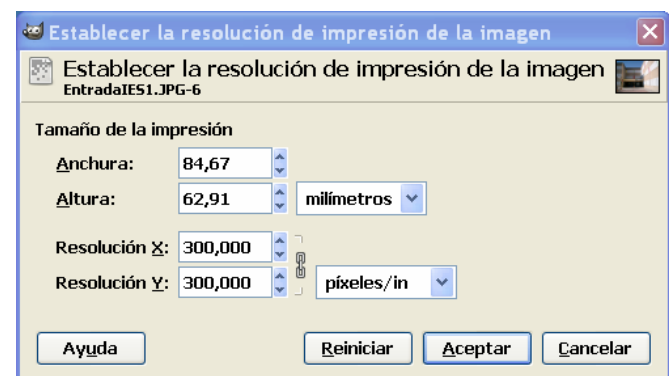 Establecer la resolución de impresión de la imagen
Establecer la resolución de impresión de la imagen
EntradaIES1.JPG-6
Tamaño de la impresión
Anchura: 84,67
Altura: 62,91 milímetros
Resolución X: 300,000
Resolución Y: 300,000 píxeles/in
Ayuda Reiniciar Aceptar Cancelar